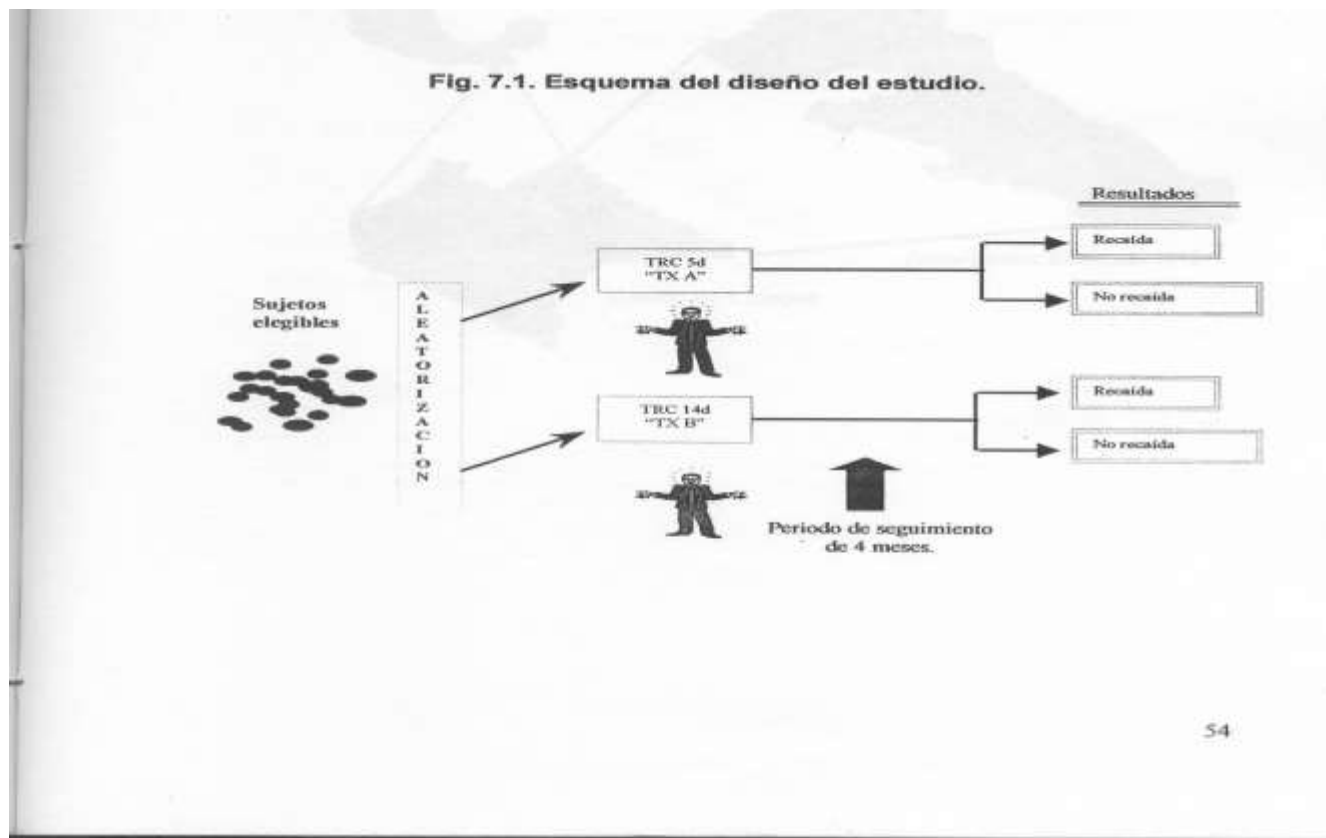 Fig. 7.1. Esquema del diseño del estudio.
Resultados
Sujetos
elegibles
ALEATORIZACION
TRC 5d
"TX A"
Recaída
No recaída
TRC 14d
"TX B"
Recaída
No recaída
Periodo de seguimiento
de 4 meses.
54